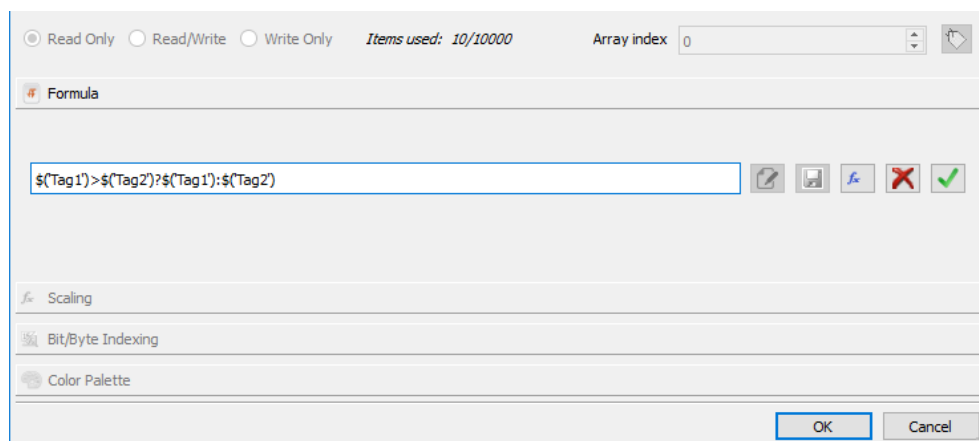 Read Only Read/Write Write Only Items used: 10/10000 Array index 0
Formula
$('Tag1')>$('Tag2')?$('Tag1'):$('Tag2')
Scaling
Bit/Byte Indexing
Color Palette
OK Cancel